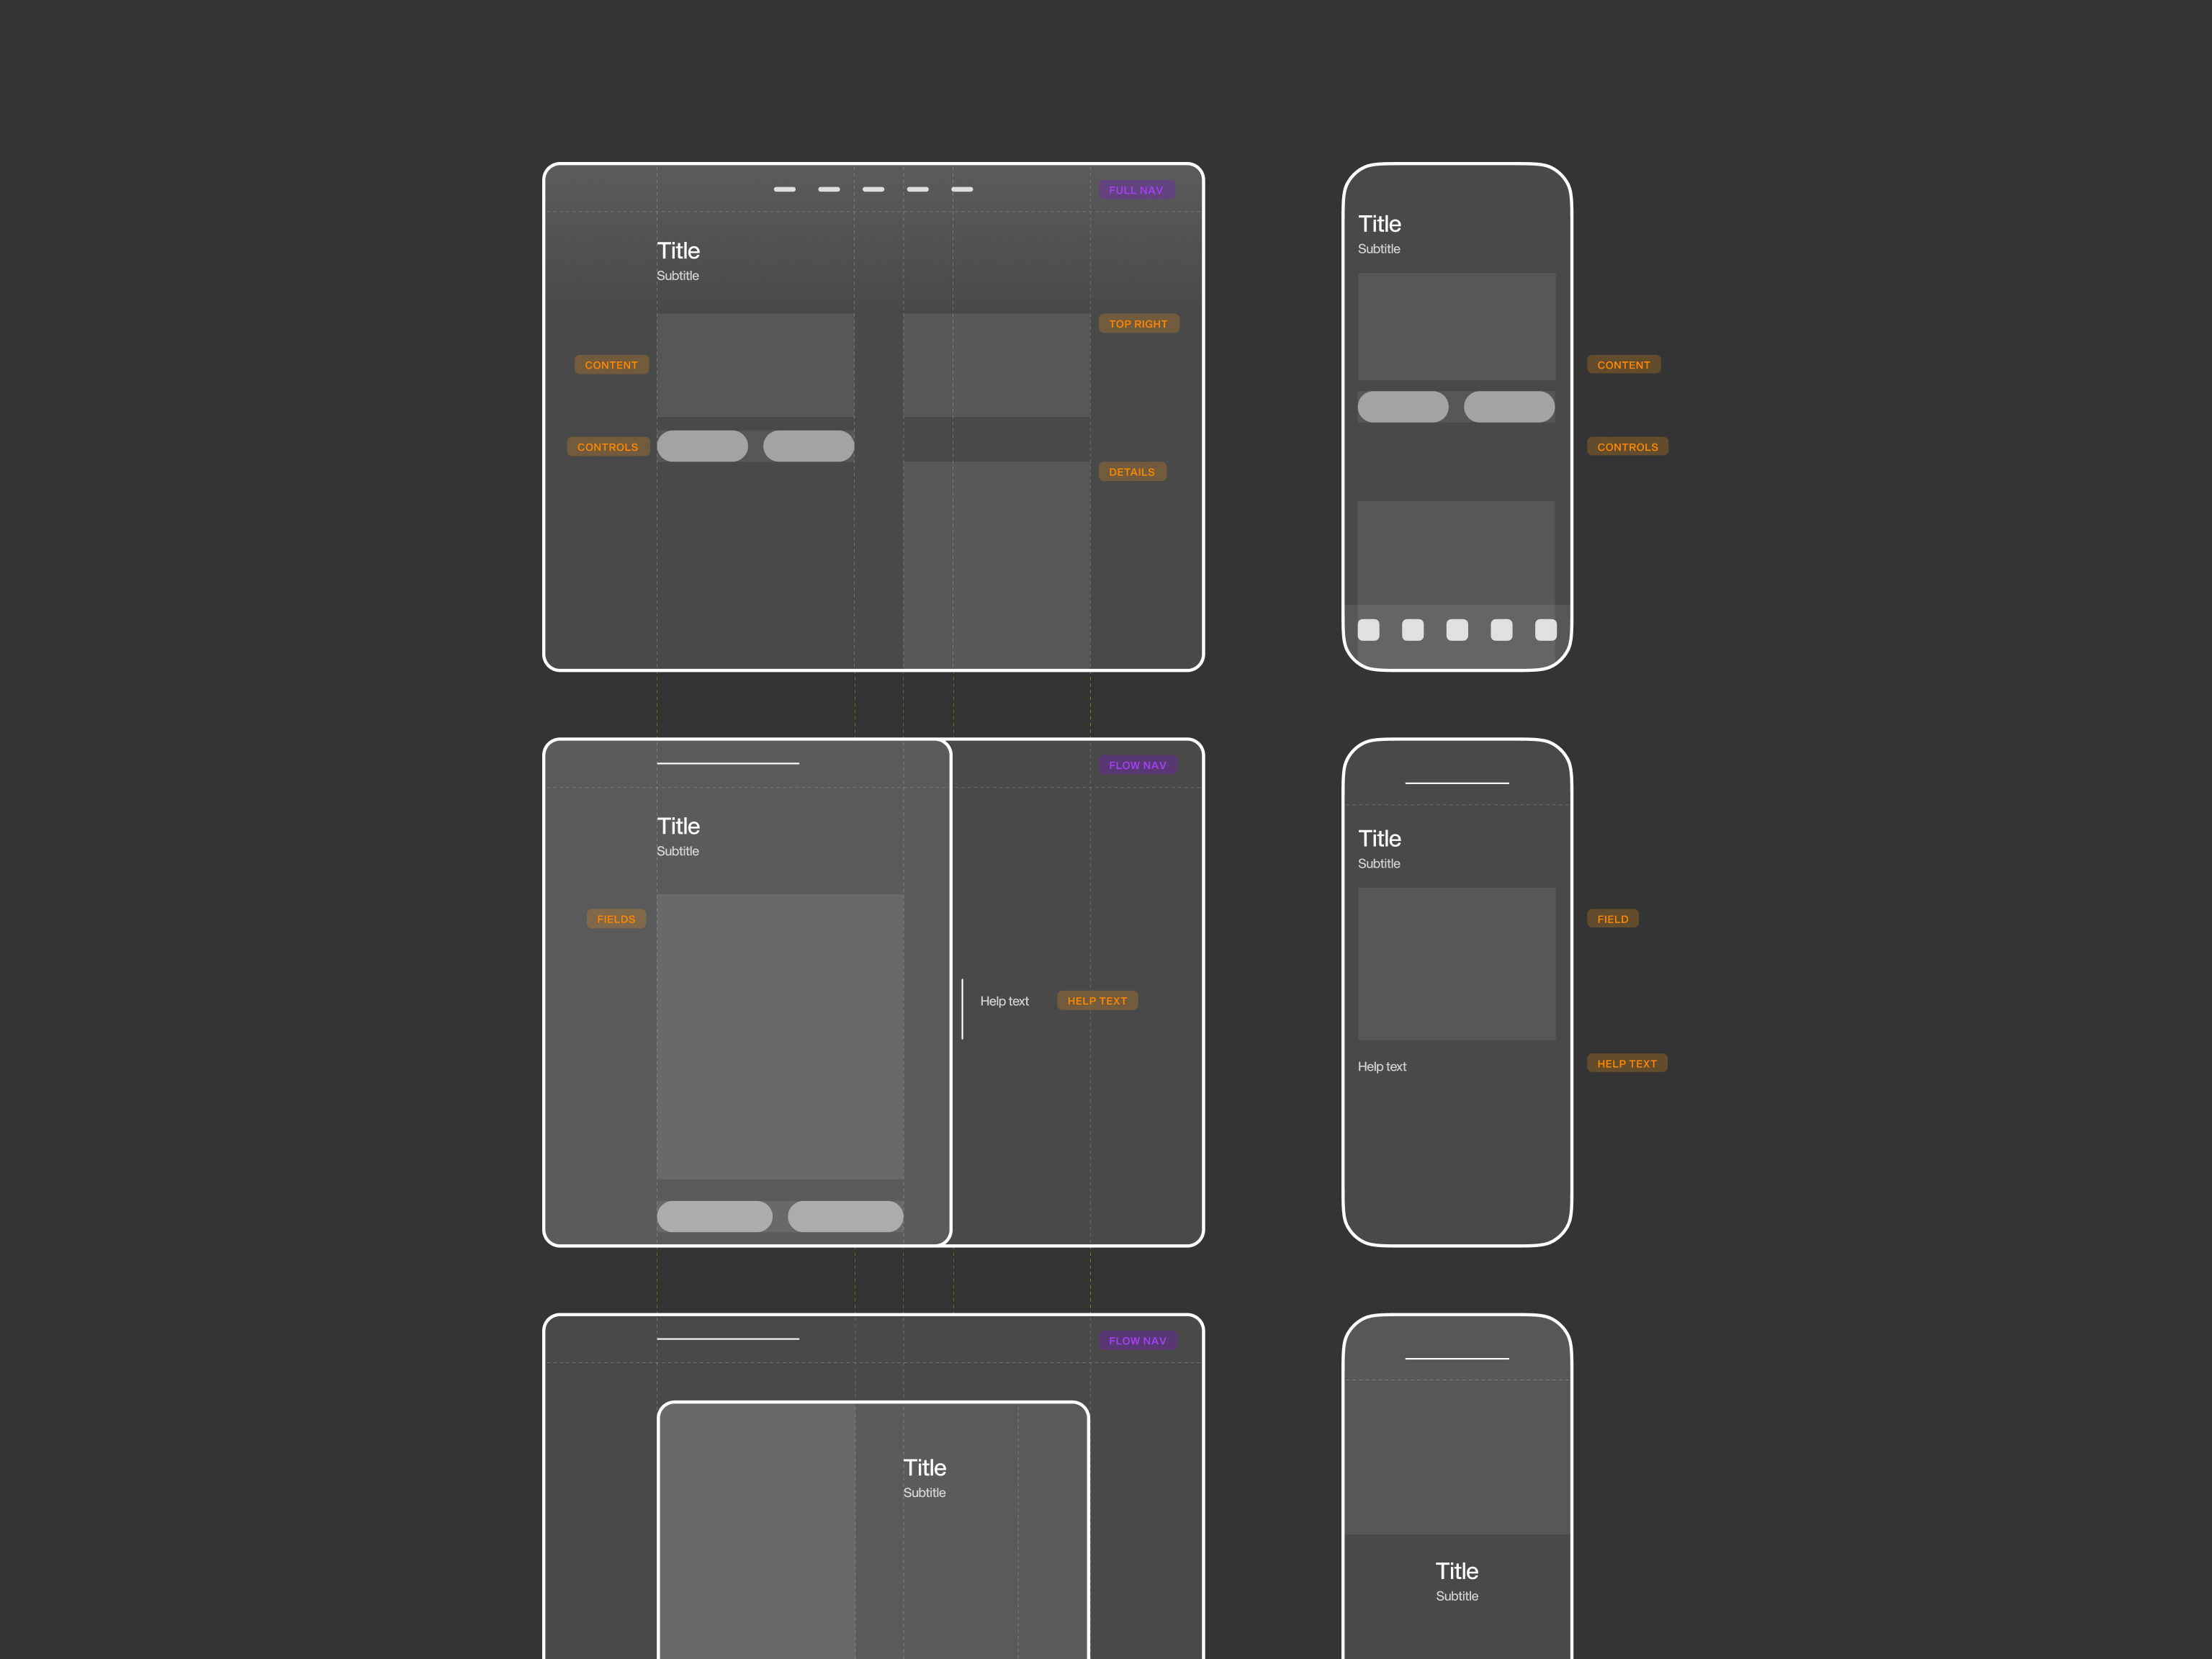 FULL NAV
Title
Subtitle
TOP RIGHT
CONTENT
CONTROLS
DETAILS
Title
Subtitle
CONTENT
CONTROLS
FLOW NAV
Title
Subtitle
FIELDS
Help text
HELP TEXT
Title
Subtitle
FIELD
HELP TEXT
Help text
FLOW NAV
Title
Subtitle
Title
Subtitle